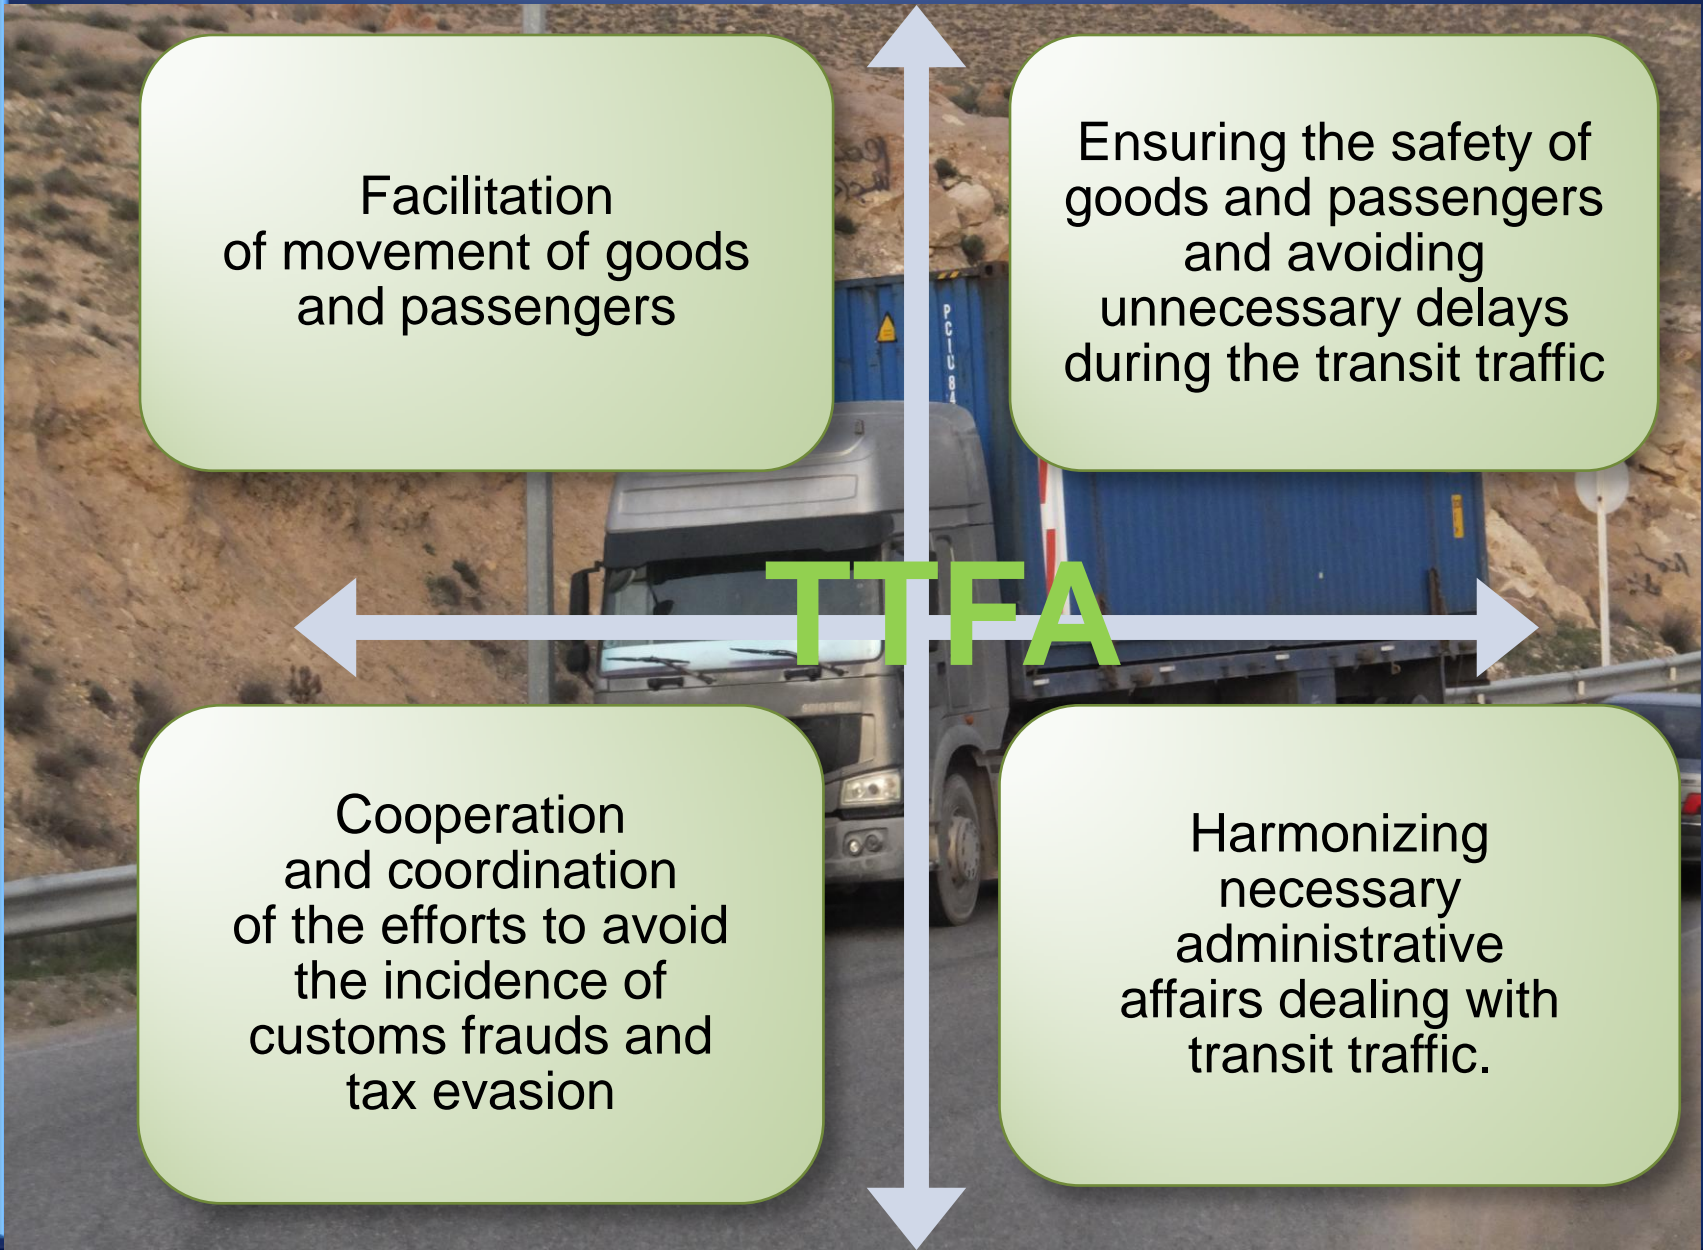 Facilitation
of movement of goods
and passengers
Ensuring the safety of
goods and passengers
and avoiding
unnecessary delays
during the transit traffic
PCIU 84
TTFA
Cooperation
and coordination
of the efforts to avoid
the incidence of
customs frauds and
tax evasion
Harmonizing
necessary
administrative
affairs dealing with
transit traffic.